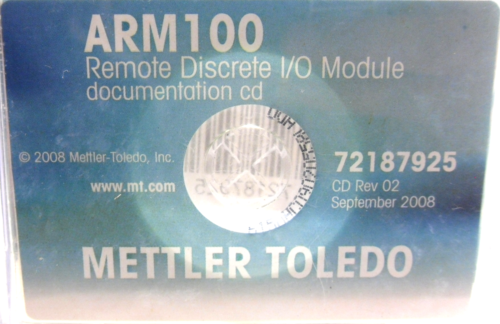 ARM100
Remote Discrete I/O Module
documentation cd
© 2008 Mettler-Toledo, Inc.
72187925
www.mt.com
CD Rev 02
September 2008
METTLER TOLEDO